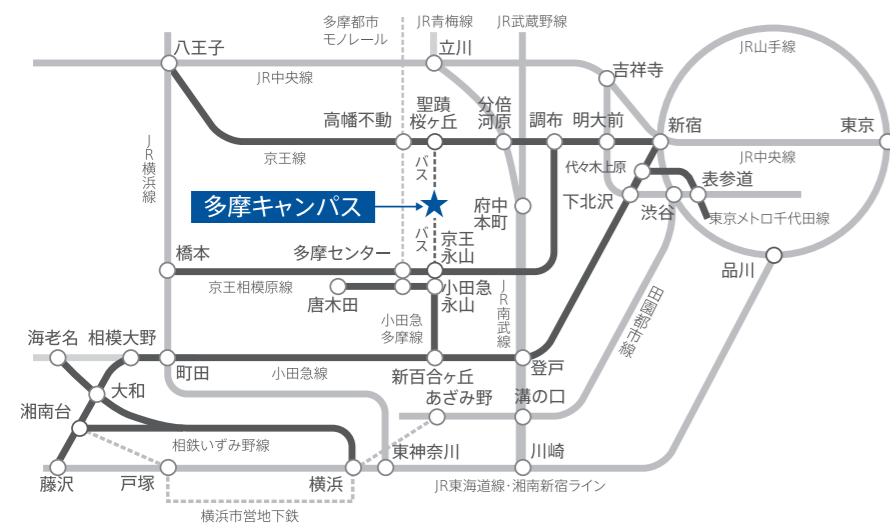 多摩都市
モノレール
JR青梅線
JR武蔵野線
JR山手線
八王子
立川
吉祥寺
JR中央線
高幡不動
聖蹟
桜ヶ丘
分倍
河原
調布
明大前
新宿
東京
京王線
JR横浜線
バス
代々木上原
JR中央線
表参道
多摩キャンパス
府中
本町
下北沢
渋谷
東京メトロ千代田線
バス
橋本
多摩センター
京王
永山
品川
京王相模原線
唐木田
小田急
永山
JR南武線
田園都市線
小田急
多摩線
海老名
相模大野
町田
小田急線
新百合ヶ丘
登戸
大和
あざみ野
溝の口
湘南台
相鉄いずみ野線
東神奈川
川崎
藤沢
戸塚
横浜
JR東海道線・湘南新宿ライン
横浜市営地下鉄